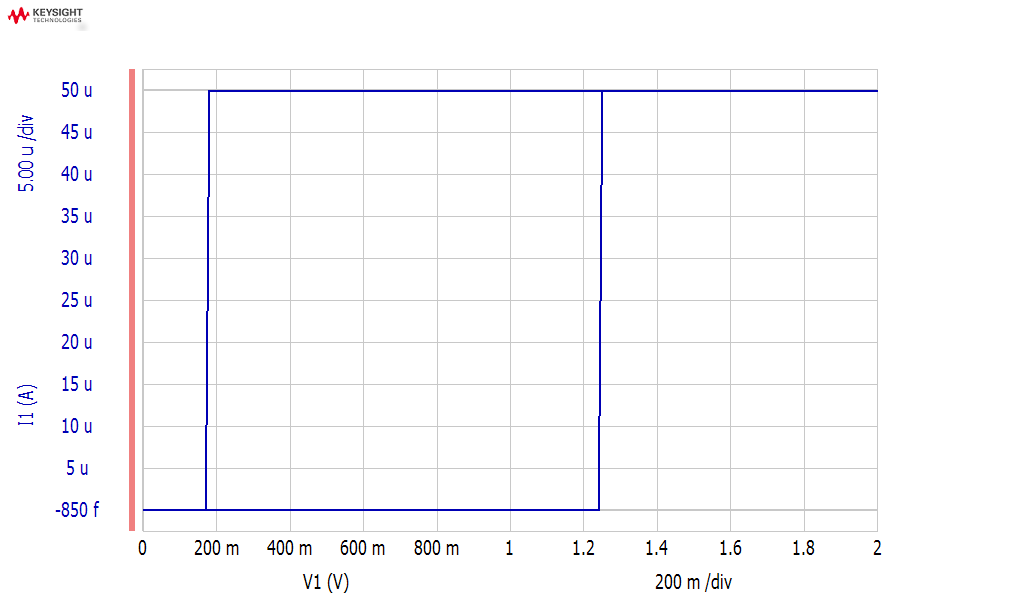 KEYSIGHT
TECHNOLOGIES
5.00 u /div
I1 (A)
50 u
45 u
40 u
35 u
30 u
25 u
20 u
15 u
10 u
5 u
-850 f
0 200 m 400 m 600 m 800 m 1 1.2 1.4 1.6 1.8 2
V1 (V) 200 m /div